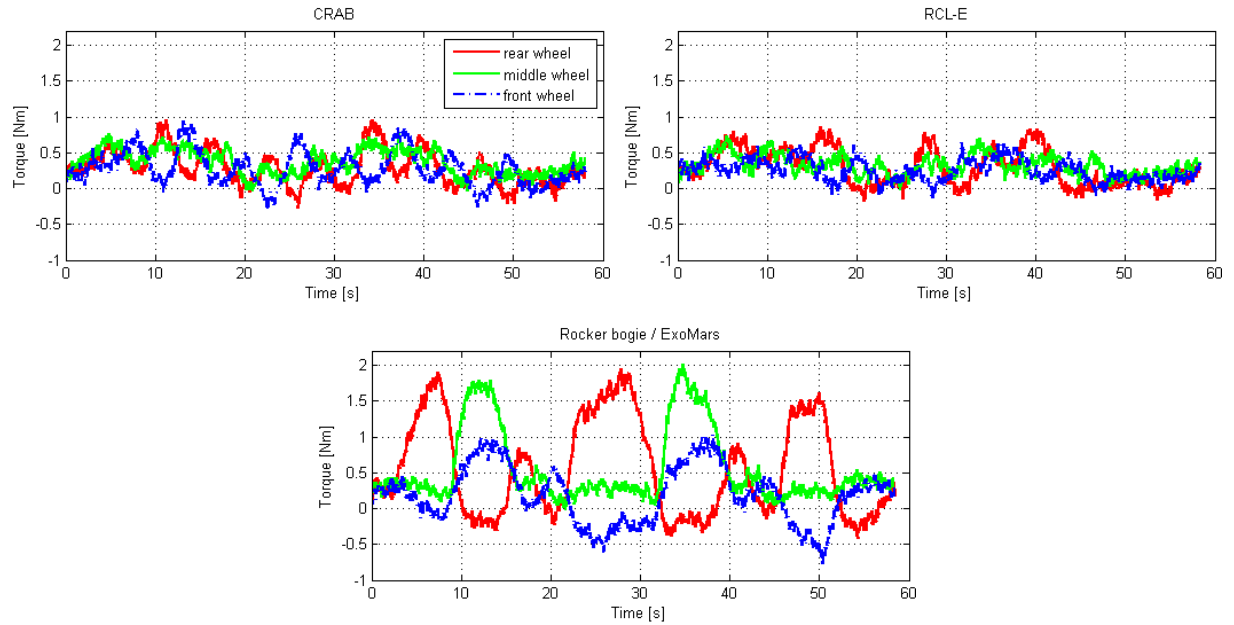 CRAB
2
1.5
1
0.5
0
-0.5
-1
Torque [Nm]
rear wheel
middle wheel
front wheel
0 10 20 30 40 50 60
Time [s]
RCL-E
2
1.5
1
0.5
0
-0.5
-1
Torque [Nm]
0 10 20 30 40 50 60
Time [s]
Rocker bogie / ExoMars
2
1.5
1
0.5
0
-0.5
-1
Torque [Nm]
0 10 20 30 40 50 60
Time [s]